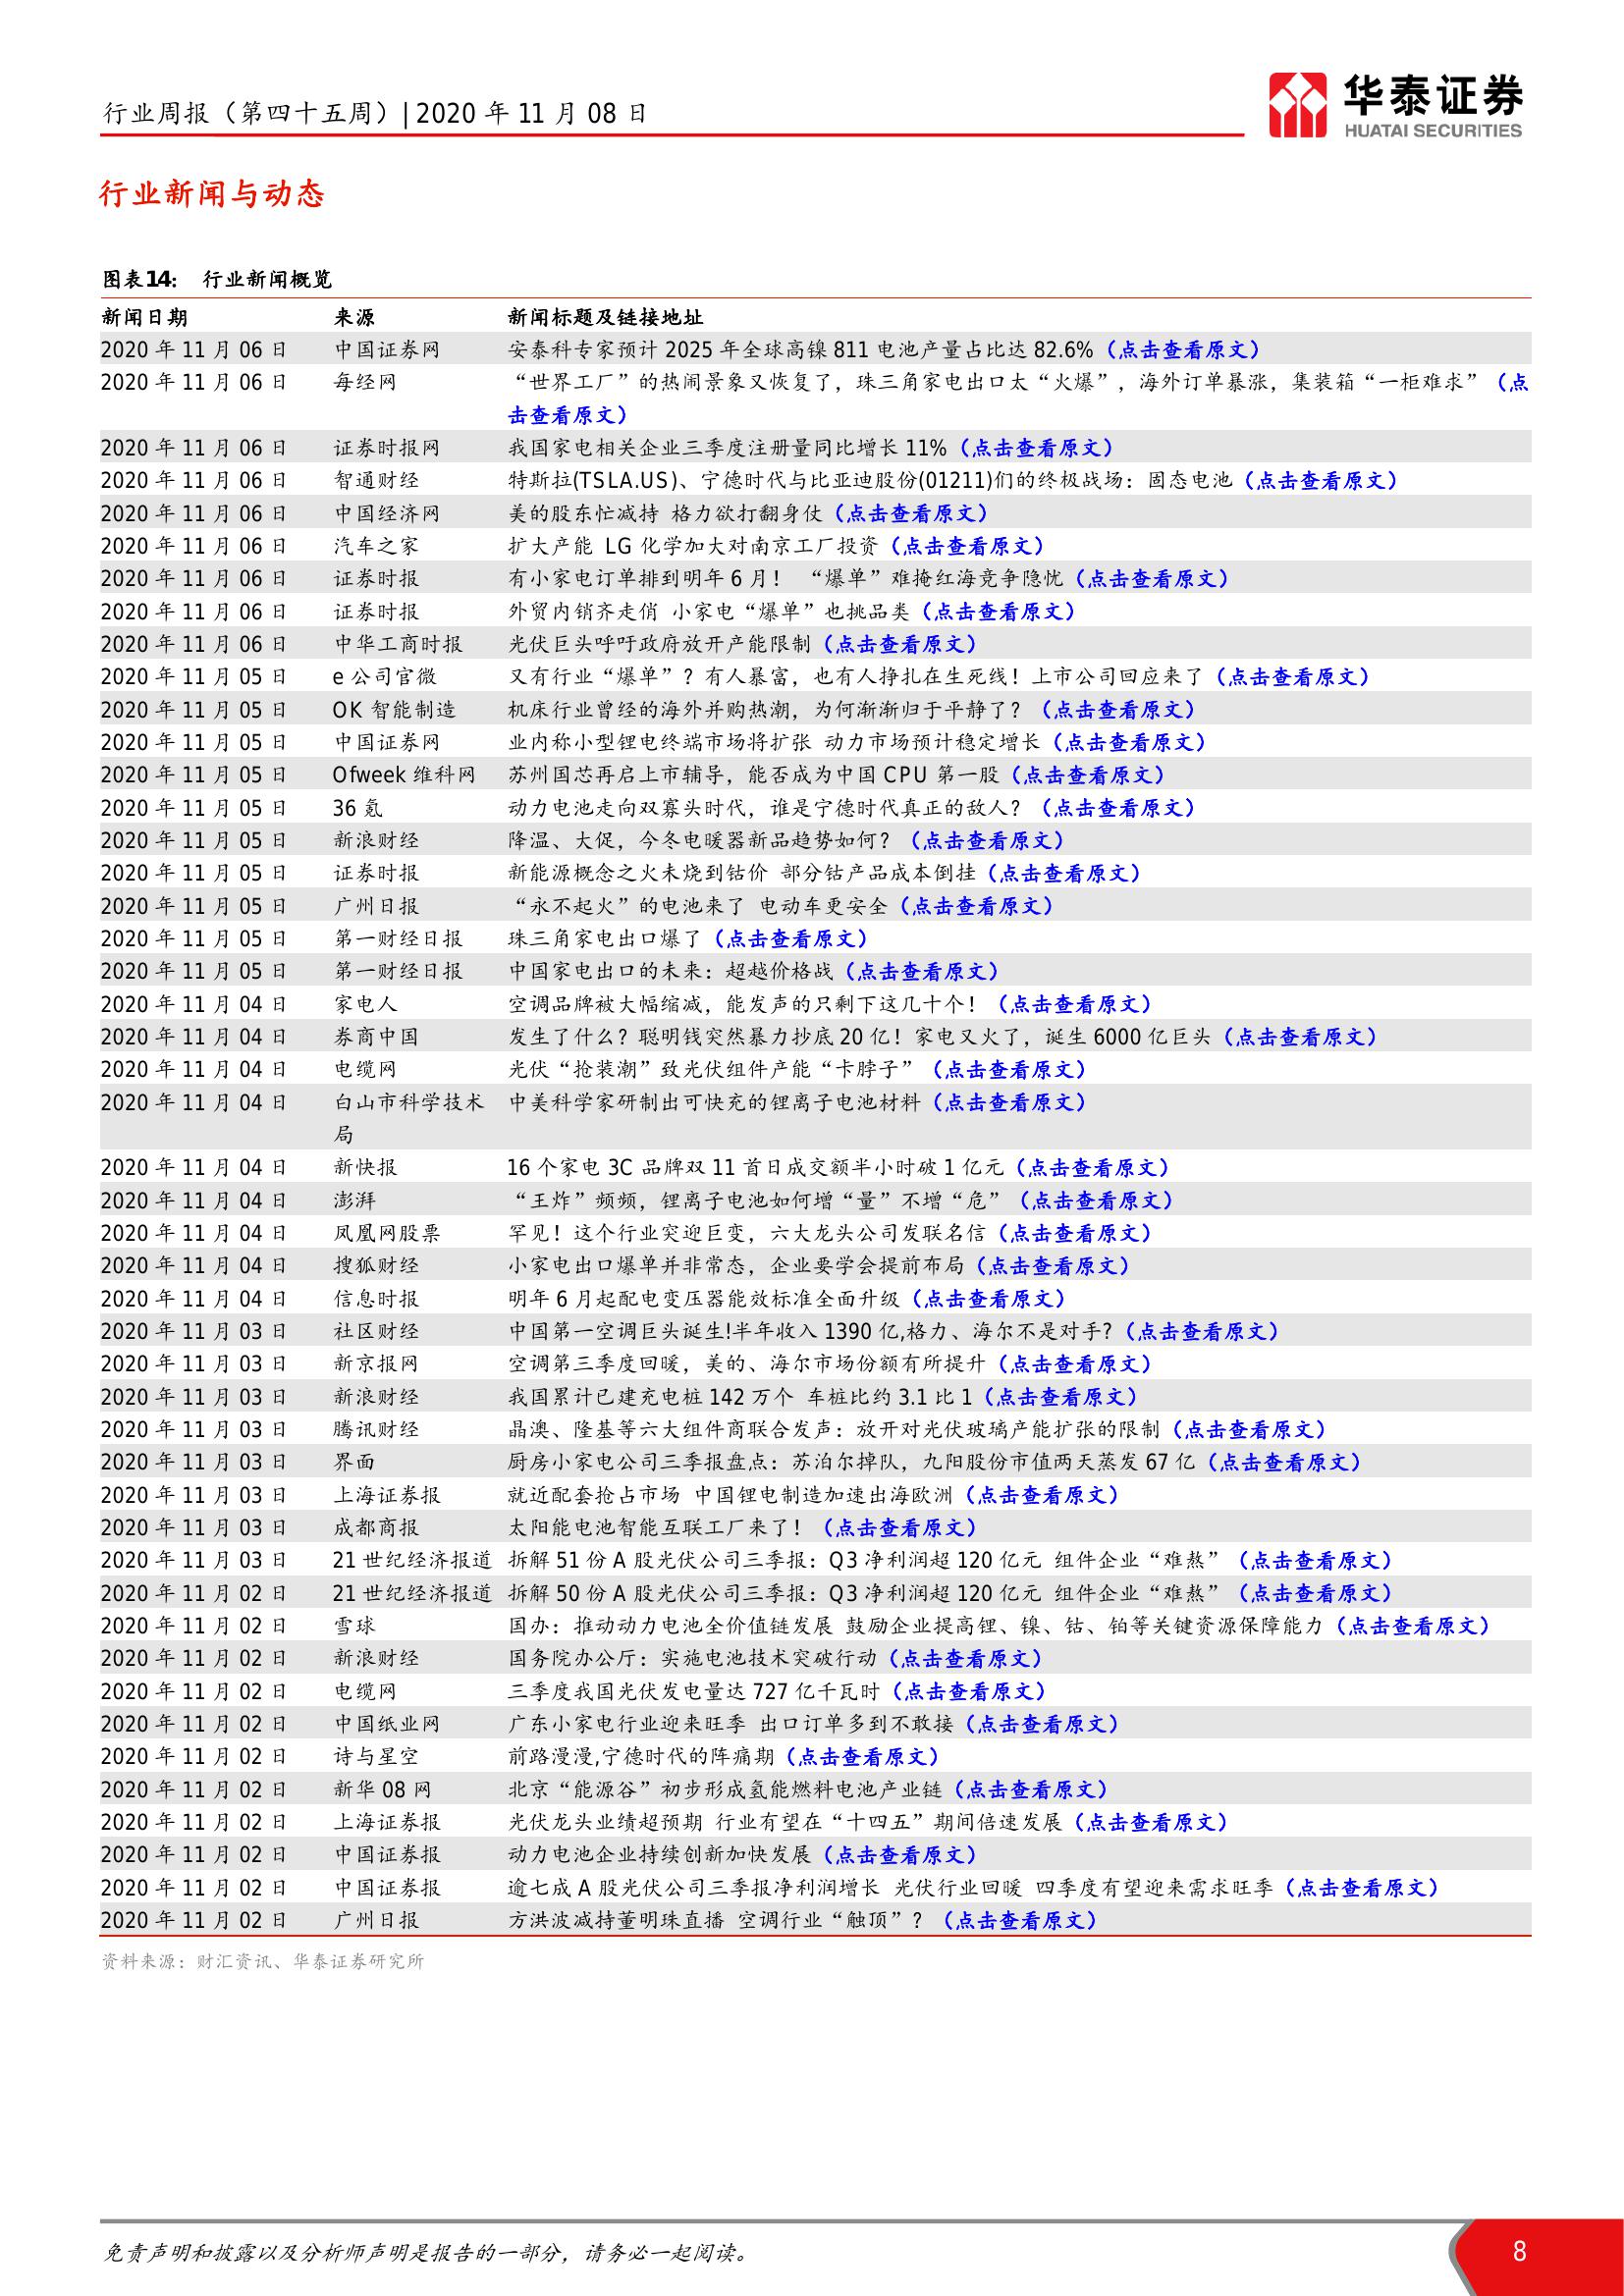 行业周报（第四十五周）| 2020 年 11 月 08 日
华泰证券
HUATAI SECURITIES
行业新闻与动态
图表14： 行业新闻概览
新闻日期 来源 新闻标题及链接地址
2020 年 11 月 06 日 中国证券网 安泰科专家预计 2025 年全球高镍 811 电池产量占比达 82.6%（点击查看原文）
2020 年 11 月 06 日 每经网 “世界工厂”的热闹景象又恢复了，珠三角家电出口太“火爆”，海外订单暴涨，集装箱“一柜难求”（点
击查看原文）
2020 年 11 月 06 日 证券时报网 我国家电相关企业三季度注册量同比增长 11%（点击查看原文）
2020 年 11 月 06 日 智通财经 特斯拉(TSLA.US)、宁德时代与比亚迪股份(01211)们的终极战场：固态电池（点击查看原文）
2020 年 11 月 06 日 中国经济网 美的股东忙减持 格力欲打翻身仗（点击查看原文）
2020 年 11 月 06 日 汽车之家 扩大产能 LG 化学加大对南京工厂投资（点击查看原文）
2020 年 11 月 06 日 证券时报 有小家电订单排到明年 6 月！ “爆单”难掩红海竞争隐忧（点击查看原文）
2020 年 11 月 06 日 证券时报 外贸内销齐走俏 小家电“爆单”也挑品类（点击查看原文）
2020 年 11 月 06 日 中华工商时报 光伏巨头呼吁政府放开产能限制（点击查看原文）
2020 年 11 月 05 日 e 公司官微 又有行业“爆单”？有人暴富，也有人挣扎在生死线！上市公司回应来了（点击查看原文）
2020 年 11 月 05 日 OK 智能制造 机床行业曾经的海外并购热潮，为何渐渐归于平静了？（点击查看原文）
2020 年 11 月 05 日 中国证券网 业内称小型锂电终端市场将扩张 动力市场预计稳定增长（点击查看原文）
2020 年 11 月 05 日 Ofweek 维科网 苏州国芯再启上市辅导，能否成为中国 CPU 第一股（点击查看原文）
2020 年 11 月 05 日 36 氪 动力电池走向双寡头时代，谁是宁德时代真正的敌人？（点击查看原文）
2020 年 11 月 05 日 新浪财经 降温、大促，今冬电暖器新品趋势如何？（点击查看原文）
2020 年 11 月 05 日 证券时报 新能源概念之火未烧到钴价 部分钴产品成本倒挂（点击查看原文）
2020 年 11 月 05 日 广州日报 “永不起火”的电池来了 电动车更安全（点击查看原文）
2020 年 11 月 05 日 第一财经日报 珠三角家电出口爆了（点击查看原文）
2020 年 11 月 05 日 第一财经日报 中国家电出口的未来：超越价格战（点击查看原文）
2020 年 11 月 04 日 家电人 空调品牌被大幅缩减，能发声的只剩下这几十个！（点击查看原文）
2020 年 11 月 04 日 券商中国 发生了什么？聪明钱突然暴力抄底 20 亿！家电又火了，诞生 6000 亿巨头（点击查看原文）
2020 年 11 月 04 日 电缆网 光伏“抢装潮”致光伏组件产能“卡脖子”（点击查看原文）
2020 年 11 月 04 日 白山市科学技术 中美科学家研制出可快充的锂离子电池材料（点击查看原文）
局
2020 年 11 月 04 日 新快报 16 个家电 3C 品牌双 11 首日成交额半小时破 1 亿元（点击查看原文）
2020 年 11 月 04 日 澎湃 “王炸”频频，锂离子电池如何增“量”不增“危”（点击查看原文）
2020 年 11 月 04 日 凤凰网股票 罕见！这个行业突迎巨变，六大龙头公司发联名信（点击查看原文）
2020 年 11 月 04 日 搜狐财经 小家电出口爆单并非常态，企业要学会提前布局（点击查看原文）
2020 年 11 月 04 日 信息时报 明年 6 月起配电变压器能效标准全面升级（点击查看原文）
2020 年 11 月 03 日 社区财经 中国第一空调巨头诞生!半年收入 1390 亿,格力、海尔不是对手?（点击查看原文）
2020 年 11 月 03 日 新京报网 空调第三季度回暖，美的、海尔市场份额有所提升（点击查看原文）
2020 年 11 月 03 日 新浪财经 我国累计已建充电桩 142 万个 车桩比约 3.1 比 1（点击查看原文）
2020 年 11 月 03 日 腾讯财经 晶澳、隆基等六大组件商联合发声：放开对光伏玻璃产能扩张的限制（点击查看原文）
2020 年 11 月 03 日 界面 厨房小家电公司三季报盘点：苏泊尔掉队，九阳股份市值两天蒸发 67 亿（点击查看原文）
2020 年 11 月 03 日 上海证券报 就近配套抢占市场 中国锂电制造加速出海欧洲（点击查看原文）
2020 年 11 月 03 日 成都商报 太阳能电池智能互联工厂来了！（点击查看原文）
2020 年 11 月 03 日 21 世纪经济报道 拆解 51 份 A 股光伏公司三季报：Q3 净利润超 120 亿元 组件企业“难熬”（点击查看原文）
2020 年 11 月 02 日 21 世纪经济报道 拆解 50 份 A 股光伏公司三季报：Q3 净利润超 120 亿元 组件企业“难熬”（点击查看原文）
2020 年 11 月 02 日 雪球 国办：推动动力电池全价值链发展 鼓励企业提高锂、镍、钴、铂等关键资源保障能力（点击查看原文）
2020 年 11 月 02 日 新浪财经 国务院办公厅：实施电池技术突破行动（点击查看原文）
2020 年 11 月 02 日 电缆网 三季度我国光伏发电量达 727 亿千瓦时（点击查看原文）
2020 年 11 月 02 日 中国纸业网 广东小家电行业迎来旺季 出口订单多到不敢接（点击查看原文）
2020 年 11 月 02 日 诗与星空 前路漫漫,宁德时代的阵痛期（点击查看原文）
2020 年 11 月 02 日 新华 08 网 北京“能源谷”初步形成氢能燃料电池产业链（点击查看原文）
2020 年 11 月 02 日 上海证券报 光伏龙头业绩超预期 行业有望在“十四五”期间倍速发展（点击查看原文）
2020 年 11 月 02 日 中国证券报 动力电池企业持续创新加快发展（点击查看原文）
2020 年 11 月 02 日 中国证券报 逾七成 A 股光伏公司三季报净利润增长 光伏行业回暖 四季度有望迎来需求旺季（点击查看原文）
2020 年 11 月 02 日 广州日报 方洪波减持董明珠直播 空调行业“触顶”？（点击查看原文）
资料来源：财汇资讯、华泰证券研究所
免责声明和披露以及分析师声明是报告的一部分，请务必一起阅读。
8